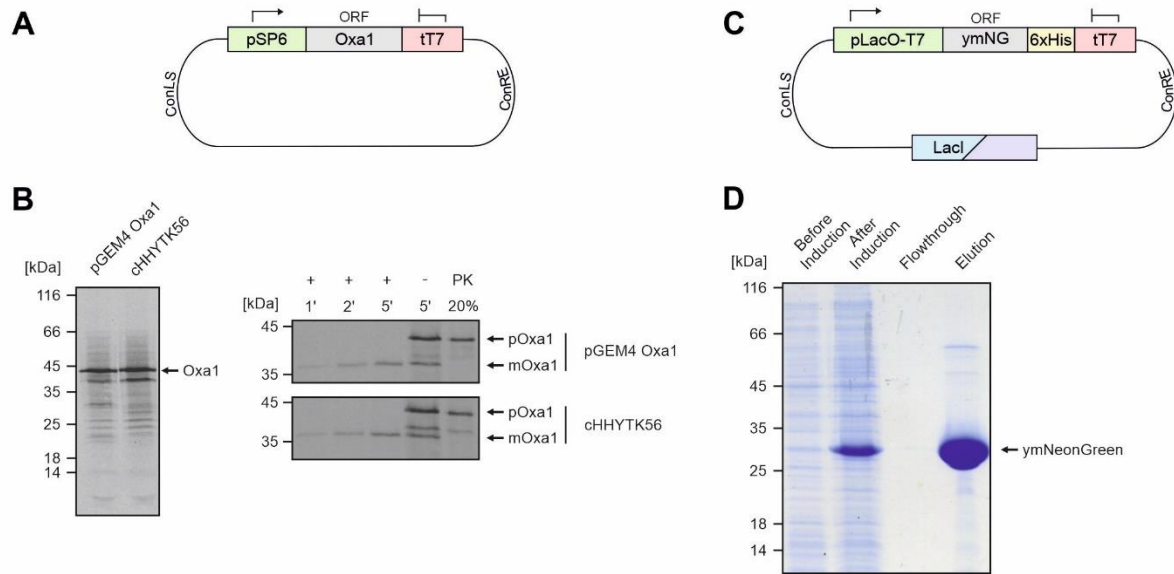 A
ORF
pSP6
Oxa1
tT7
ConLS
ConRE
B
pGEM4 Oxa1
cHHYTK56
[kDa]
116
66
45
35
25
18
14
Oxa1
+ + + - PK
[kDa] 1' 2' 5' 5' 20%
45
pOxa1
mOxa1
35
pGEM4 Oxa1
45
pOxa1
35
mOxa1
cHHYTK56
C
ORF
pLacO-T7
ymNG
6xHis
tT7
ConLS
ConRE
LacI
D
Before Induction
After Induction
Flowthrough
Elution
[kDa]
116
66
45
35
25
18
14
ymNeonGreen